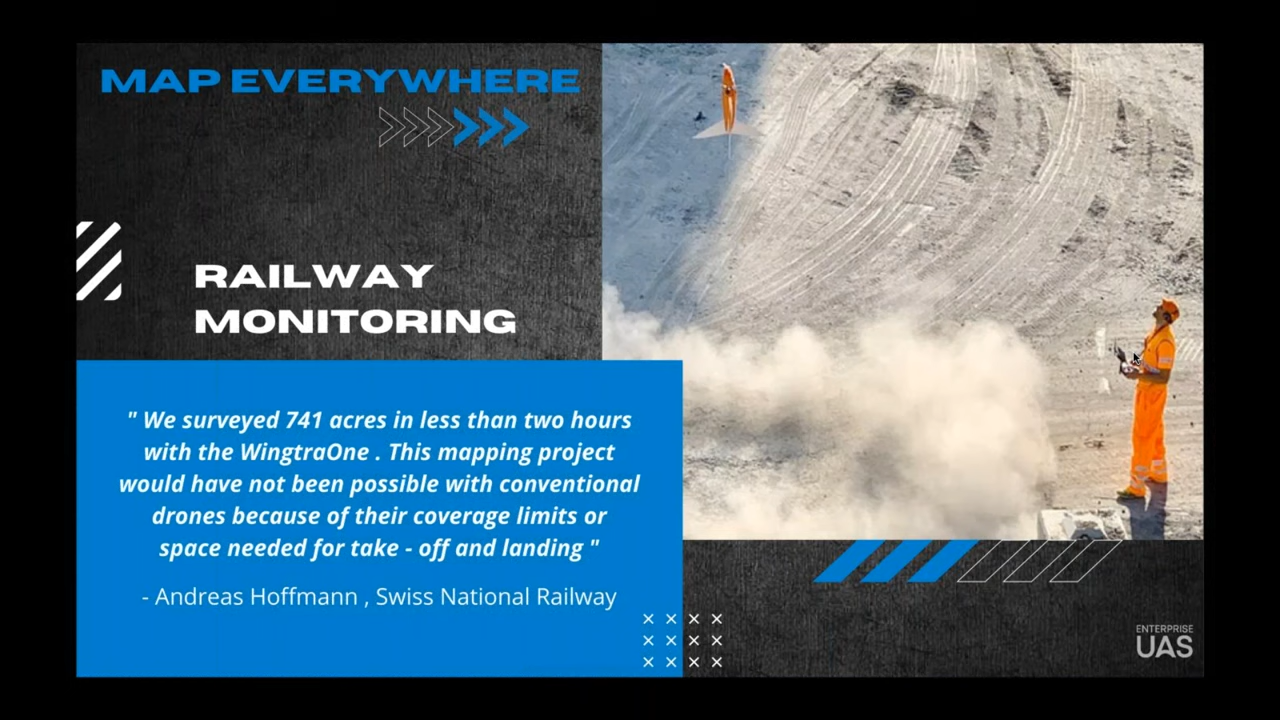 MAP EVERYWHERE
RAILWAY
MONITORING
" We surveyed 741 acres in less than two hours
with the WingtraOne . This mapping project
would have not been possible with conventional
drones because of their coverage limits or
space needed for take - off and landing "
- Andreas Hoffmann , Swiss National Railway
ENTERPRISE
UAS